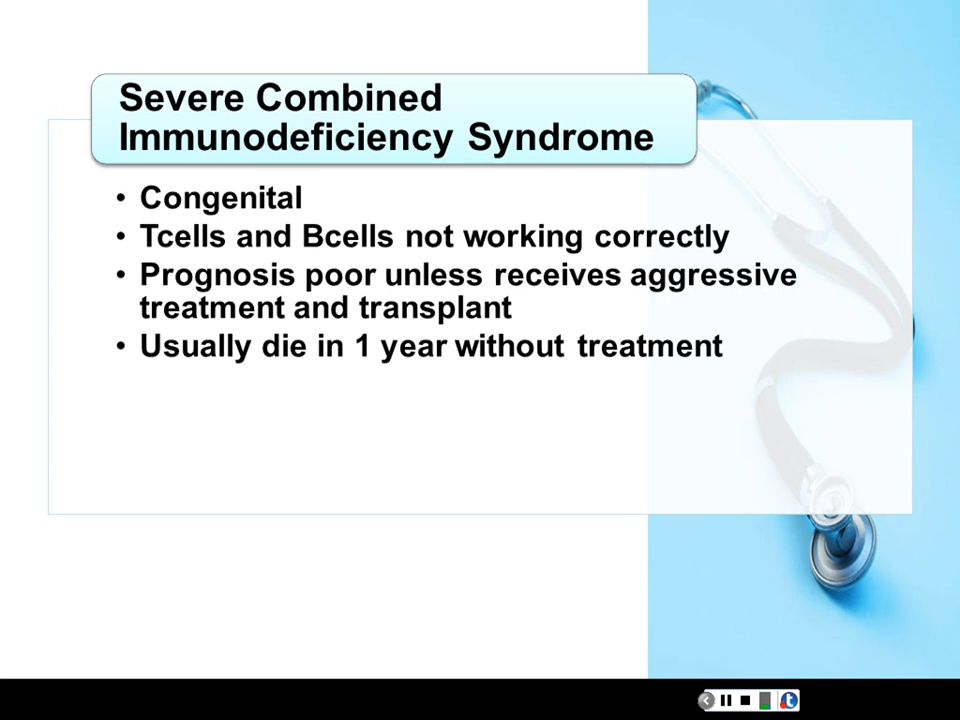 Severe Combined
Immunodeficiency Syndrome
• Congenital
• Tcells and Bcells not working correctly
• Prognosis poor unless receives aggressive
treatment and transplant
• Usually die in 1 year without treatment